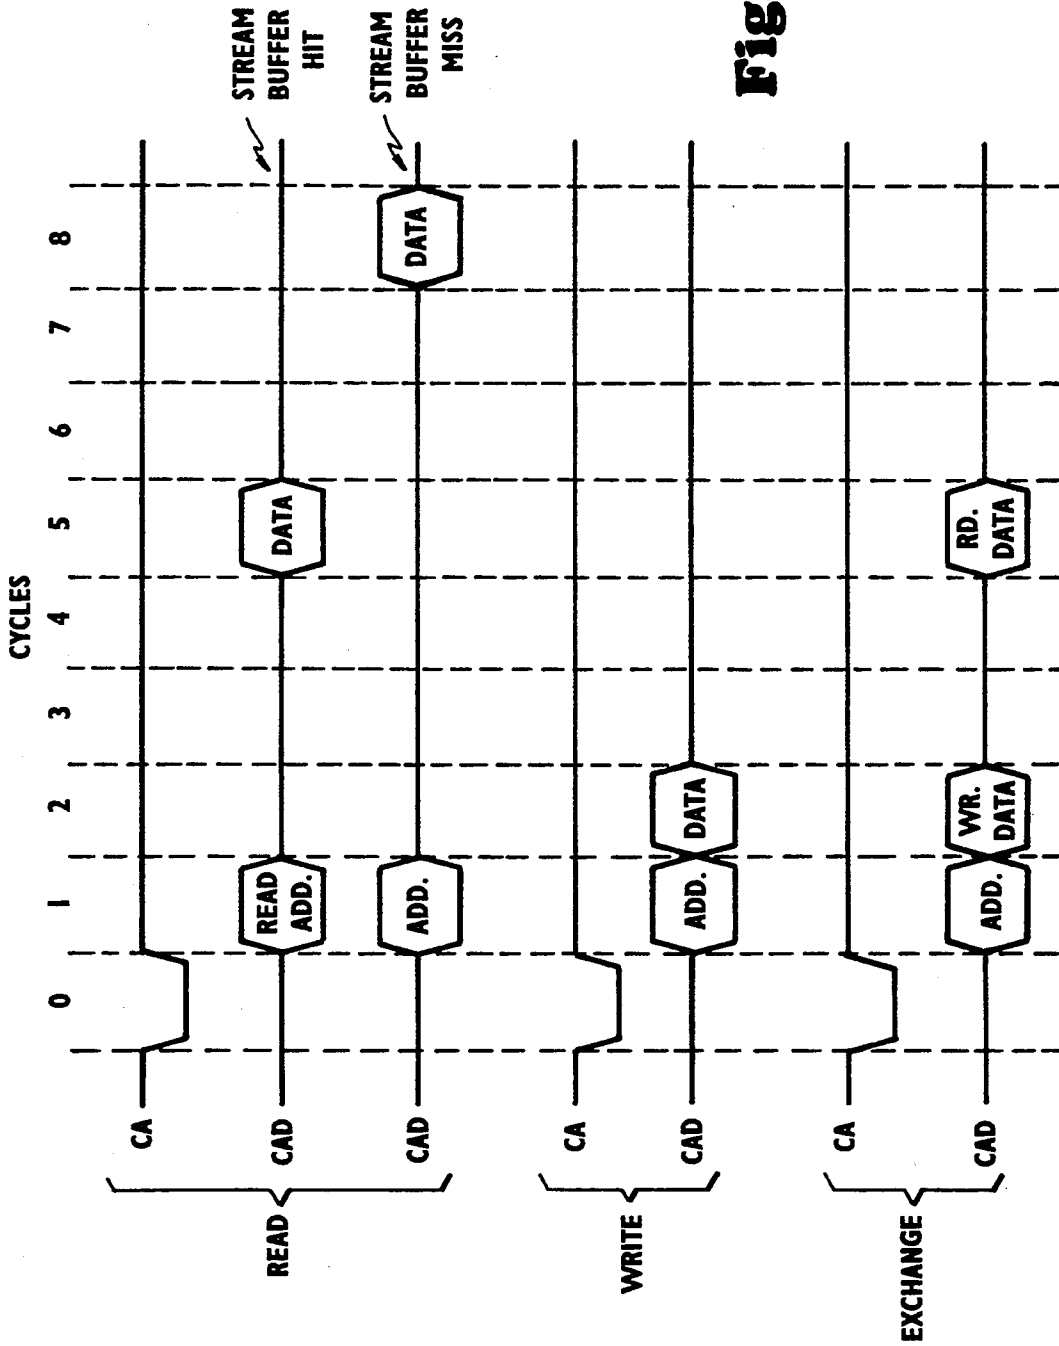 CYCLES
0 1 2 3 4 5 6 7 8
READ
CA
CAD
READ
ADD.
DATA
STREAM
BUFFER
HIT
CAD
ADD.
DATA
STREAM
BUFFER
MISS
WRITE
CA
CAD
ADD.
DATA
EXCHANGE
CA
CAD
ADD.
WR.
DATA
RD.
DATA
Fig